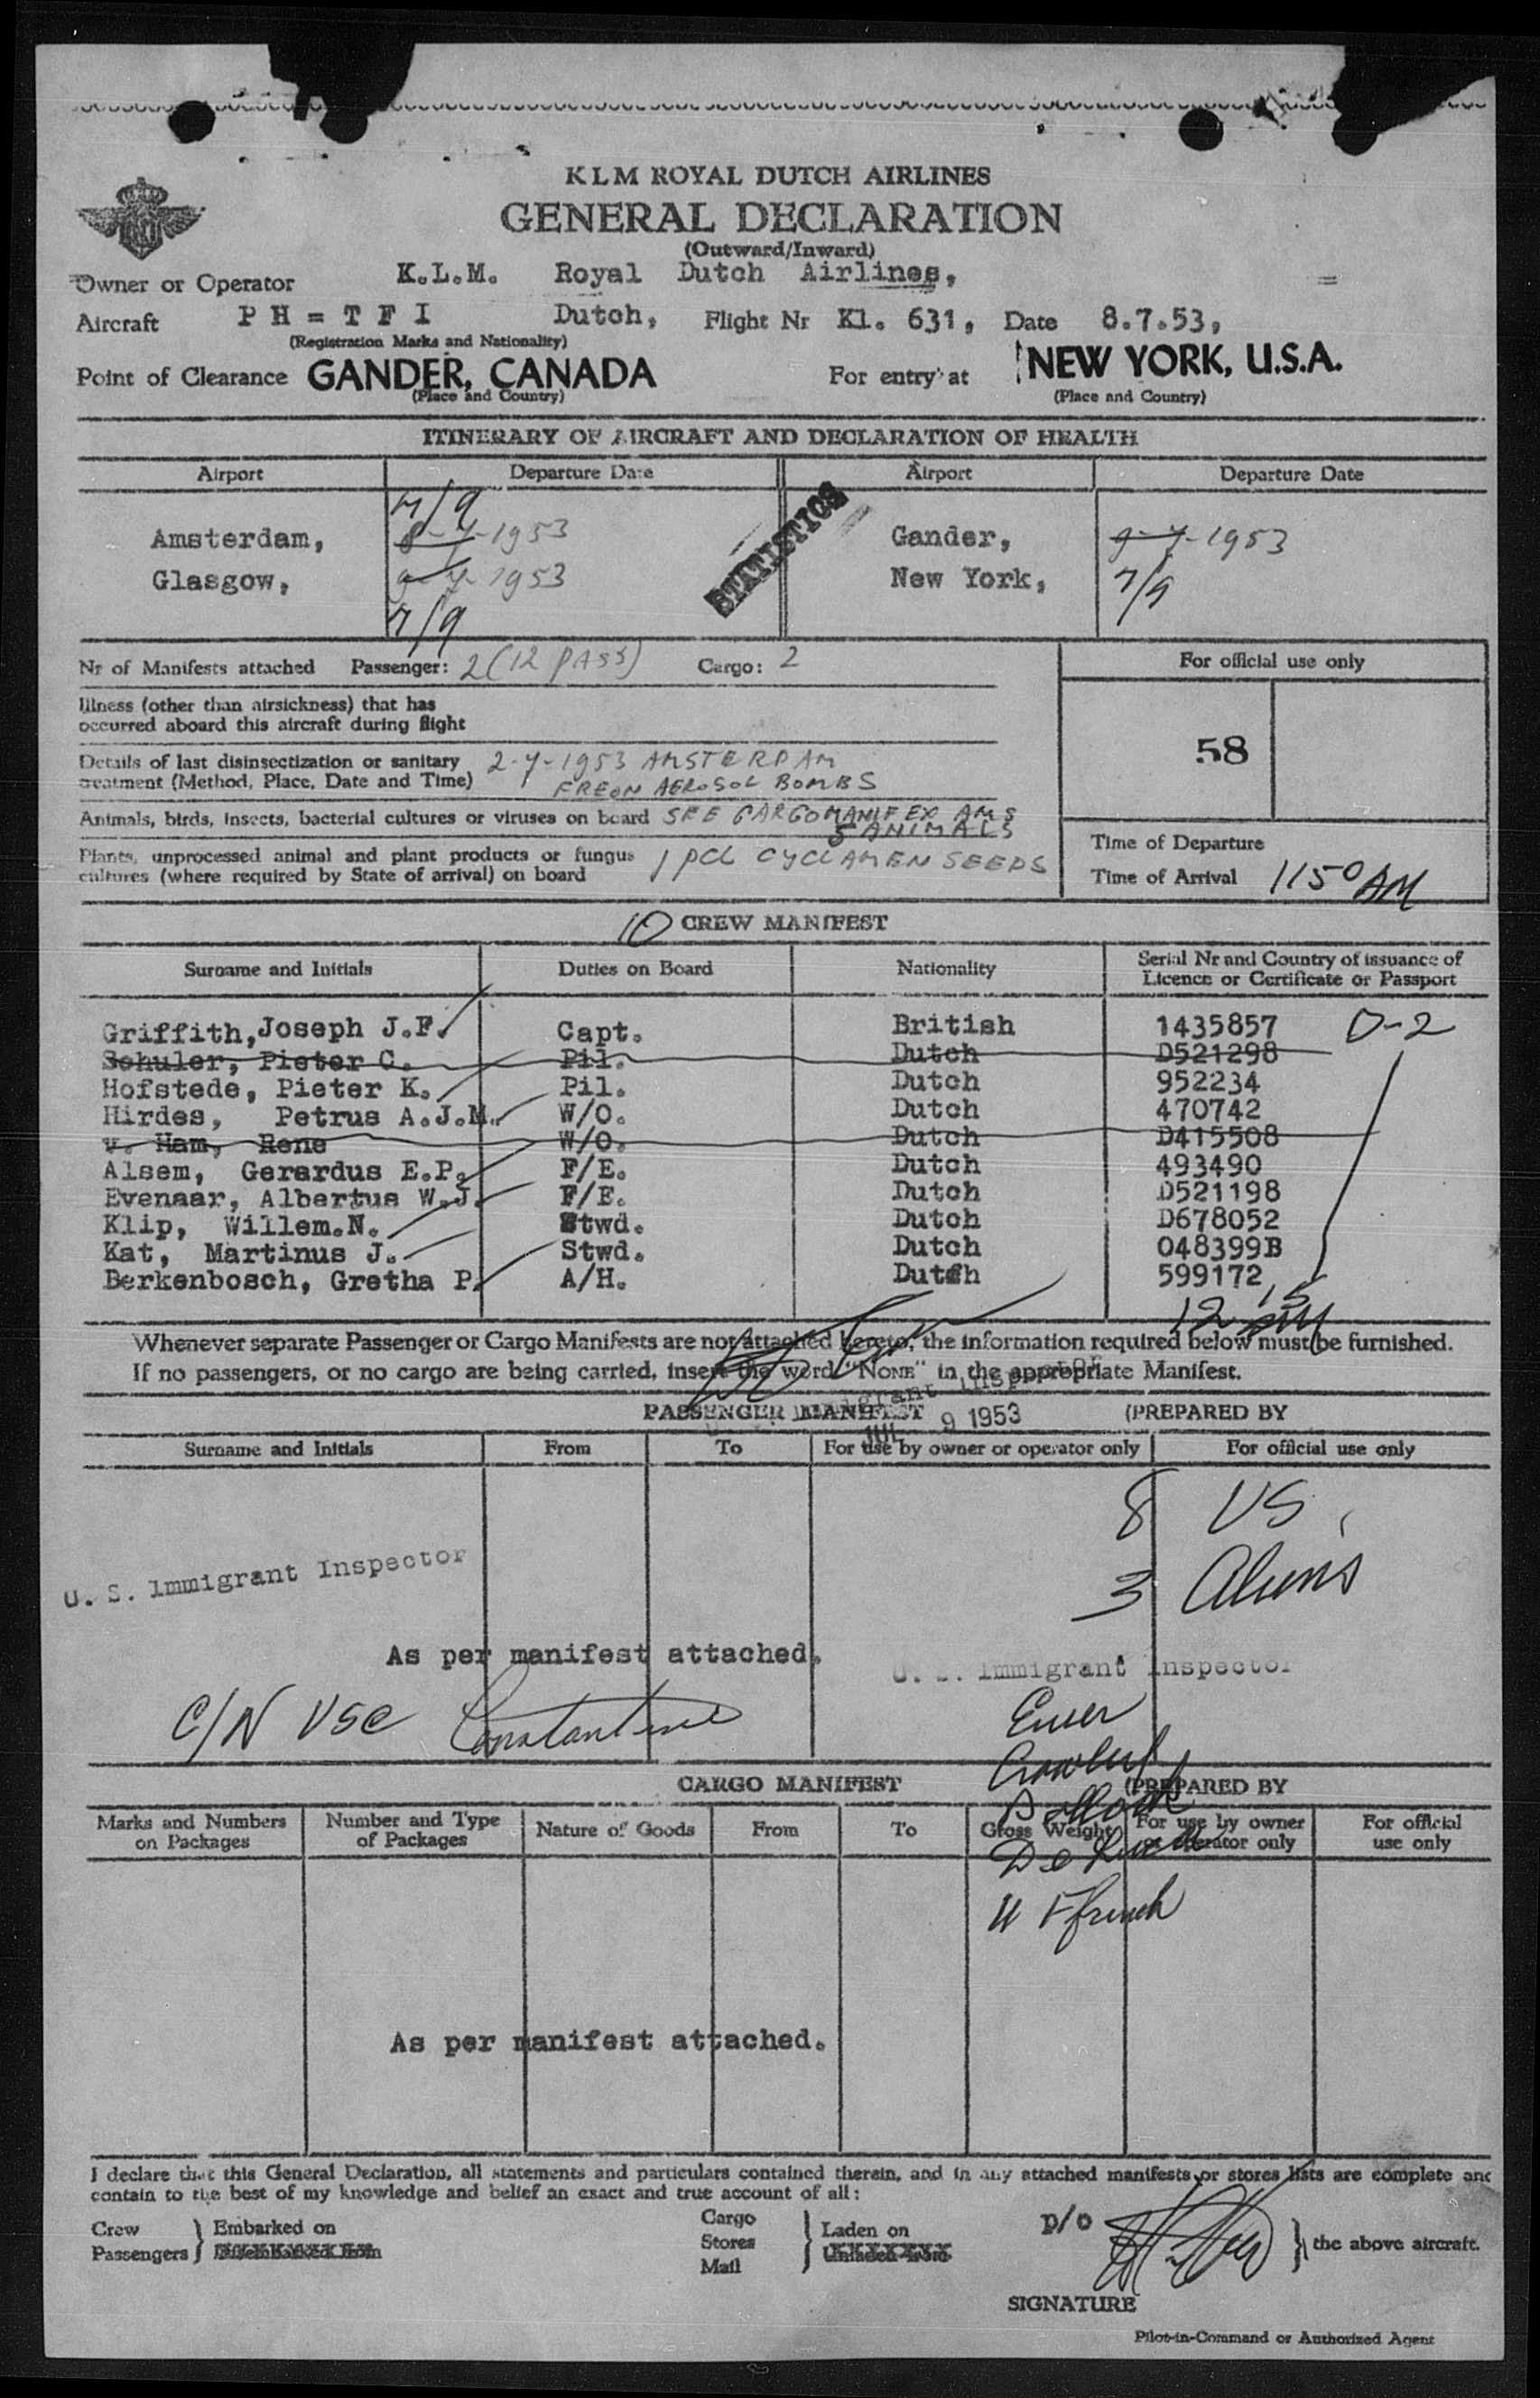 KLM ROYAL DUTCH AIRLINES
GENERAL DECLARATION
(Outward/Inward)
Owner or Operator K.L.M. Royal Dutch Airlines, =
Aircraft PH=TFI Dutch, Flight Nr Kl. 631, Date 8.7.53,
(Registration Marks and Nationality)
Point of Clearance GANDER, CANADA For entry at NEW YORK, U.S.A.
(Place and Country) (Place and Country)
ITINERARY OF AIRCRAFT AND DECLARATION OF HEALTH
Airport Departure Date Airport Departure Date
7/9
Amsterdam, 8-7-1953 STATISTICS Gander, 9-7-1953
Glasgow, 9-7-1953 New York, 7/9
7/9
Nr of Manifests attached Passenger: 2 (12 PASS) Cargo: 2 For official use only
Illness (other than airsickness) that has
occurred aboard this aircraft during flight
58
Details of last disinsectization or sanitary 2-7-1953 AMSTERDAM
treatment (Method, Place, Date and Time) FREON AEROSOL BOMBS
Animals, birds, insects, bacterial cultures or viruses on board SEE CARGOMANIF EX AMS
5 ANIMALS
Plants, unprocessed animal and plant products or fungus 1 PCL CYCLAMEN SEEDS
cultures (where required by State of arrival) on board
Time of Departure
Time of Arrival 1150 AM
10 CREW MANIFEST
Surname and Initials Duties on Board Nationality Serial Nr and Country of issuance of
Licence or Certificate or Passport
Griffith, Joseph J.F. Capt. British 1435857 D-2
Schuler, Pieter C. Pil. Dutch D521298
Hofstede, Pieter K. Pil. Dutch 952234
Hirdes, Petrus A.J.M. W/O. Dutch 470742
v. Ham, Rene W/O. Dutch D415508
Alsem, Gerardus E.P. F/E. Dutch 493490
Evenaar, Albertus W.J. F/E. Dutch D521198
Klip, Willem.N. Stwd. Dutch D678052
Kat, Martinus J. Stwd. Dutch 048399B
Berkenbosch, Gretha P. A/H. Dutch 599172
12 15 PM
Whenever separate Passenger or Cargo Manifests are not attached hereto, the information required below must be furnished.
If no passengers, or no cargo are being carried, insert the word "NONE" in the appropriate Manifest.
Immigrant Inspector
PASSENGER MANIFEST JUL 9 1953 (PREPARED BY
Surname and Initials From To For use by owner or operator only For official use only
8 US
3 Aliens
U. S. Immigrant Inspector
As per manifest attached.
U. S. Immigrant Inspector
C/N USC Constantine
CARGO MANIFEST (PREPARED BY
Marks and Numbers on Packages Number and Type of Packages Nature of Goods From To Gross Weight For use by owner or operator only For official use only
As per manifest attached.
I declare that this General Declaration, all statements and particulars contained therein, and in any attached manifests or stores lists are complete and
contain to the best of my knowledge and belief an exact and true account of all:
Crew Embarked on Cargo Laden on p/o
Passengers Disembarked from Stores Unladen from the above aircraft.
Mail
SIGNATURE
Pilot-in-Command or Authorized Agent